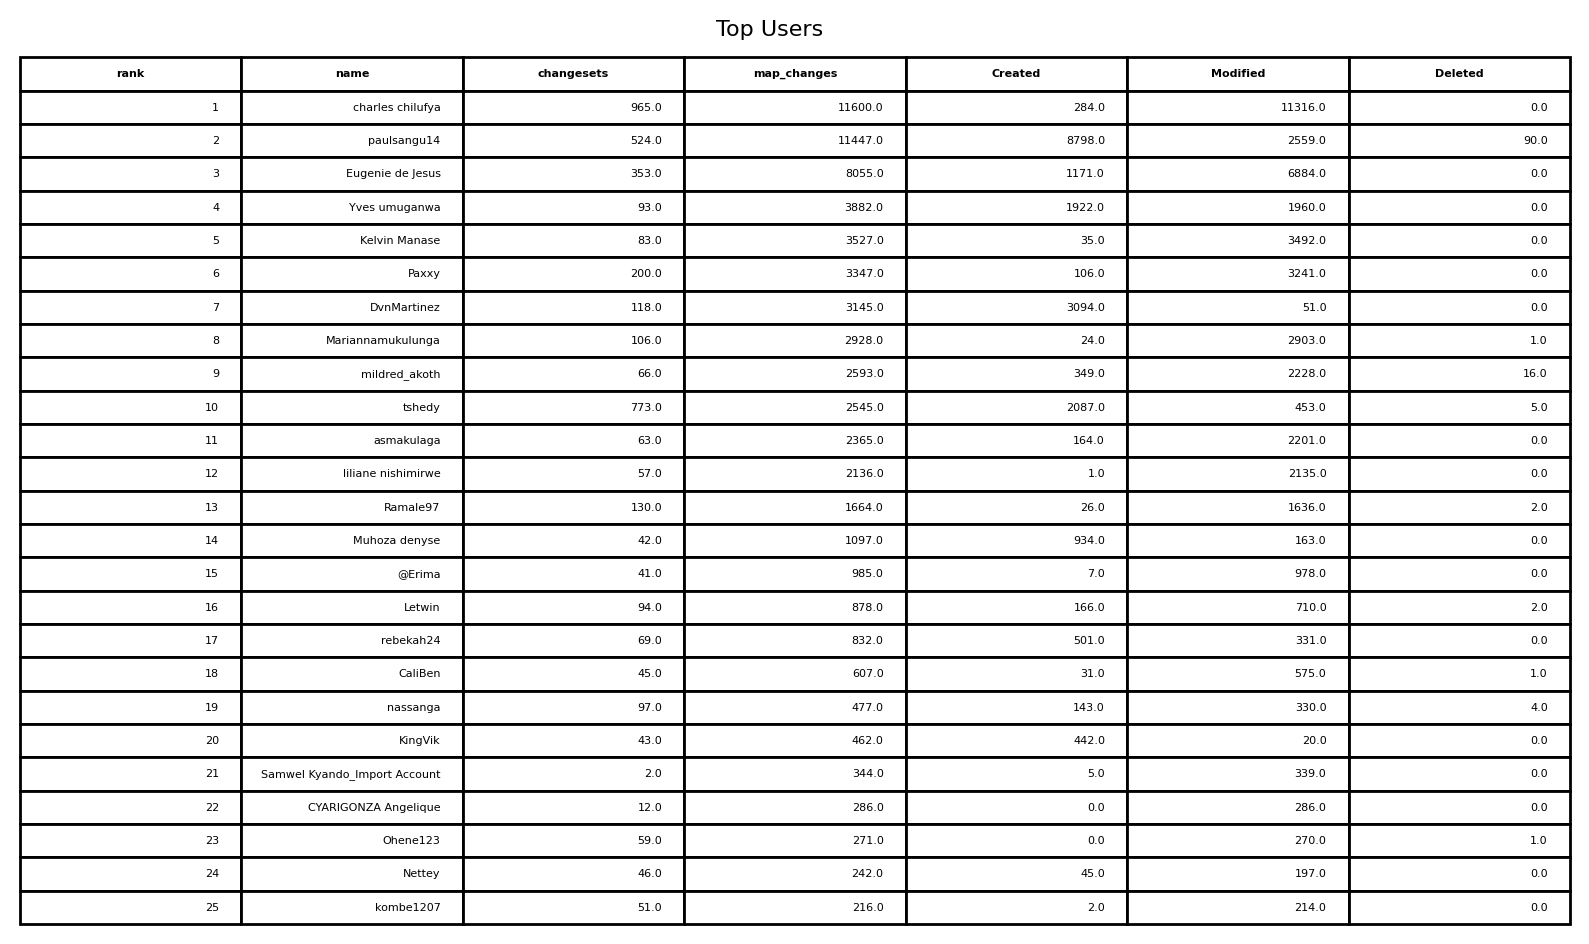 Top Users
rank name changesets map_changes Created Modified Deleted
1 charles chilufya 965.0 11600.0 284.0 11316.0 0.0
2 paulsangu14 524.0 11447.0 8798.0 2559.0 90.0
3 Eugenie de Jesus 353.0 8055.0 1171.0 6884.0 0.0
4 Yves umuganwa 93.0 3882.0 1922.0 1960.0 0.0
5 Kelvin Manase 83.0 3527.0 35.0 3492.0 0.0
6 Paxxy 200.0 3347.0 106.0 3241.0 0.0
7 DvnMartinez 118.0 3145.0 3094.0 51.0 0.0
8 Mariannamukulunga 106.0 2928.0 24.0 2903.0 1.0
9 mildred_akoth 66.0 2593.0 349.0 2228.0 16.0
10 tshedy 773.0 2545.0 2087.0 453.0 5.0
11 asmakulaga 63.0 2365.0 164.0 2201.0 0.0
12 liliane nishimirwe 57.0 2136.0 1.0 2135.0 0.0
13 Ramale97 130.0 1664.0 26.0 1636.0 2.0
14 Muhoza denyse 42.0 1097.0 934.0 163.0 0.0
15 @Erima 41.0 985.0 7.0 978.0 0.0
16 Letwin 94.0 878.0 166.0 710.0 2.0
17 rebekah24 69.0 832.0 501.0 331.0 0.0
18 CaliBen 45.0 607.0 31.0 575.0 1.0
19 nassanga 97.0 477.0 143.0 330.0 4.0
20 KingVik 43.0 462.0 442.0 20.0 0.0
21 Samwel Kyando_Import Account 2.0 344.0 5.0 339.0 0.0
22 CYARIGONZA Angelique 12.0 286.0 0.0 286.0 0.0
23 Ohene123 59.0 271.0 0.0 270.0 1.0
24 Nettey 46.0 242.0 45.0 197.0 0.0
25 kombe1207 51.0 216.0 2.0 214.0 0.0